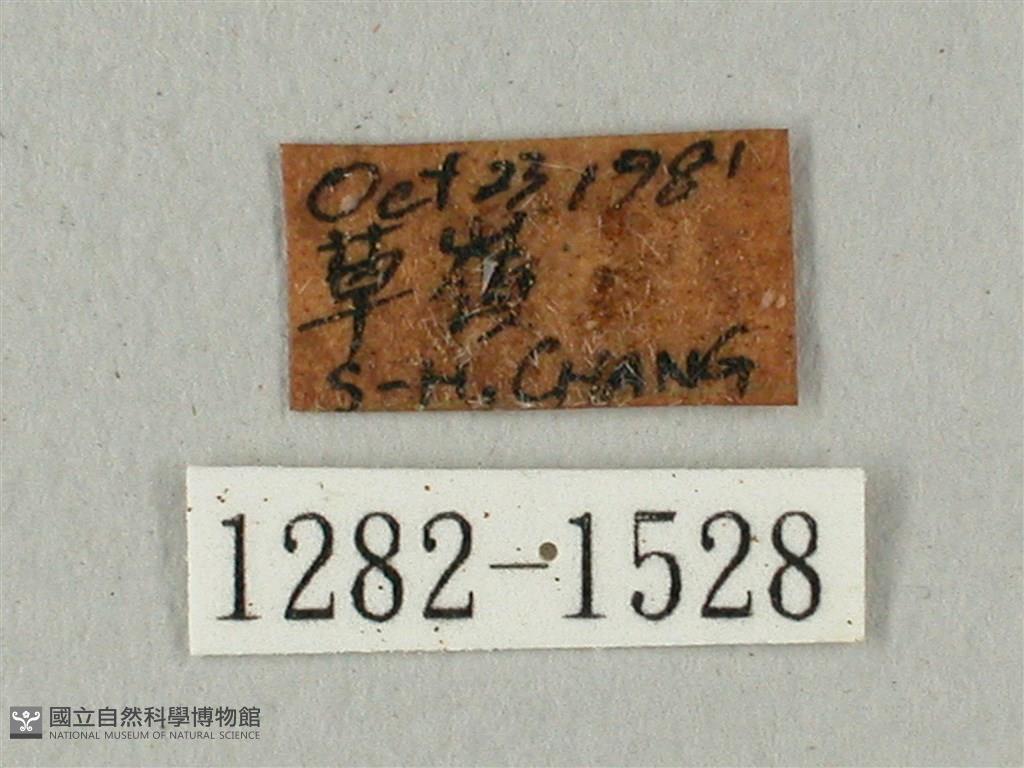 Oct 23 1981
草嶺
S-H. CHANG
1282-1528
國立自然科學博物館
NATIONAL MUSEUM OF NATURAL SCIENCE